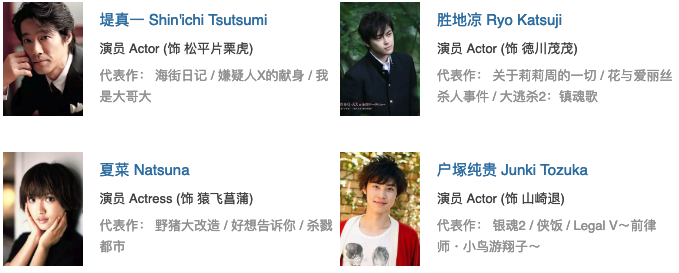 堤真一 Shin'ichi Tsutsumi
演员 Actor (饰 松平片栗虎)
代表作： 海街日记 / 嫌疑人X的献身 / 我
是大哥大
胜地凉 Ryo Katsuji
演员 Actor (饰 德川茂茂)
代表作： 关于莉莉周的一切 / 花与爱丽丝
杀人事件 / 大逃杀2：镇魂歌
夏菜 Natsuna
演员 Actress (饰 猿飞菖蒲)
代表作： 野猪大改造 / 好想告诉你 / 杀戮
都市
户塚纯贵 Junki Tozuka
演员 Actor (饰 山崎退)
代表作： 银魂2 / 侠饭 / Legal V～前律
师・小鸟游翔子～